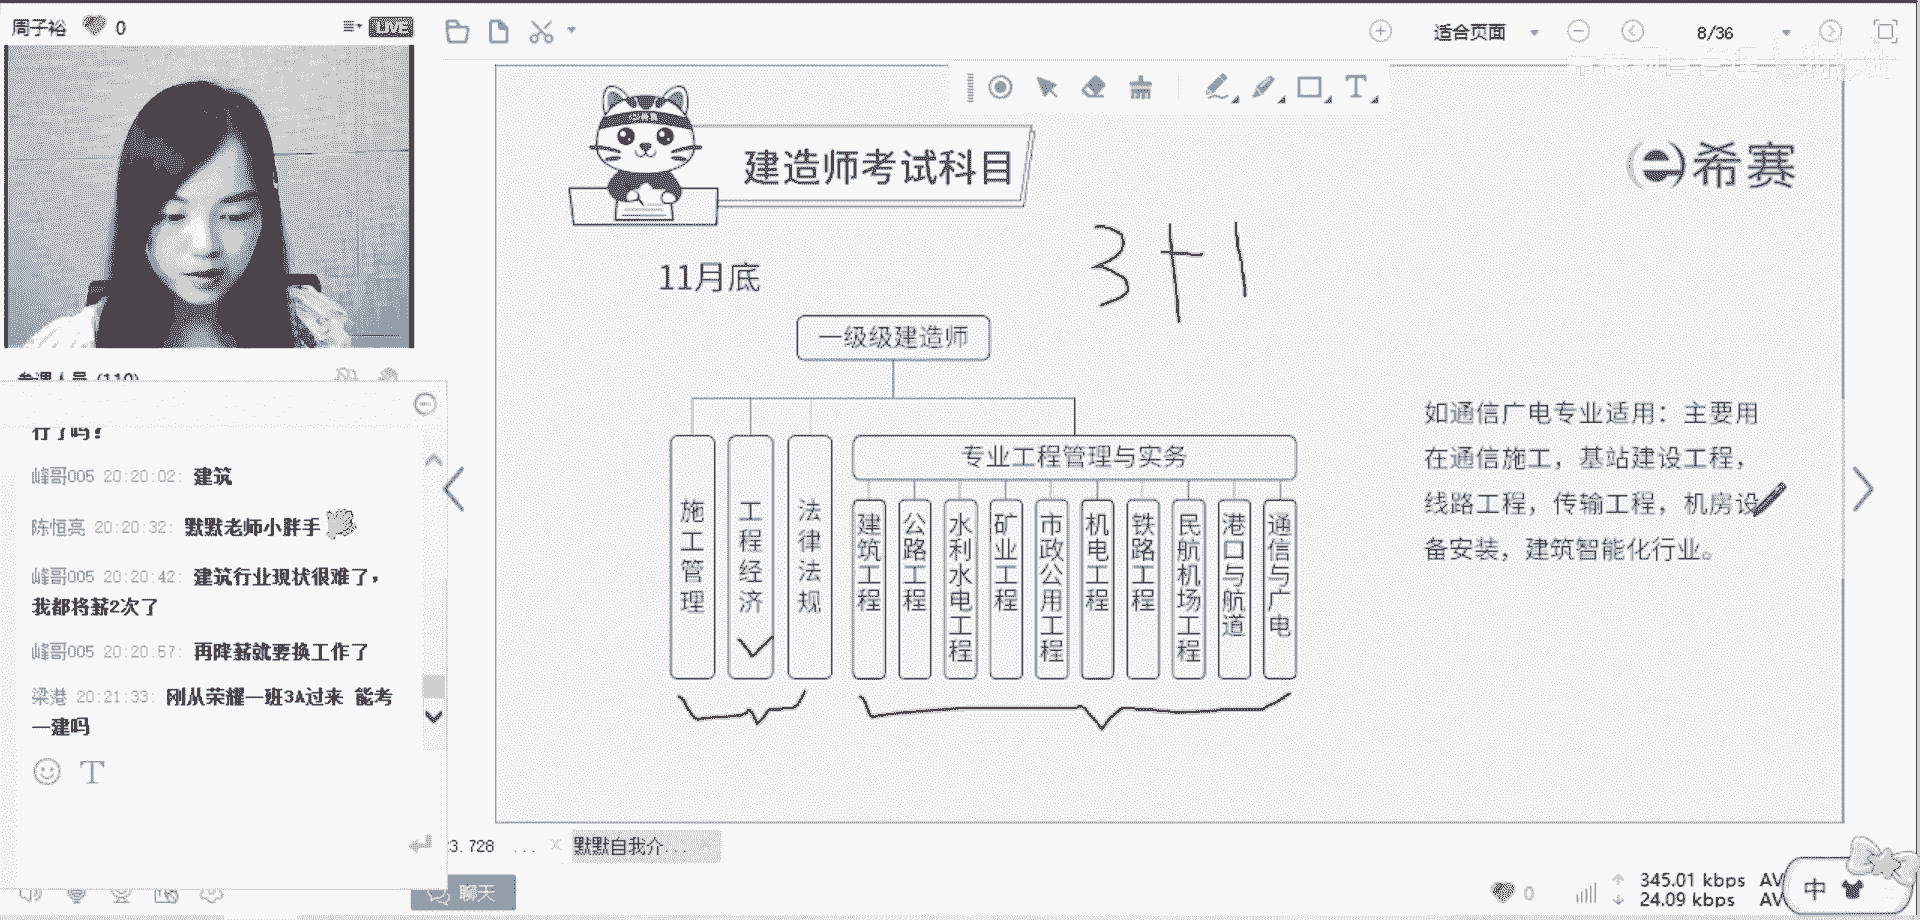 周子裕 0
LIVE
适合页面
8/36
建造师考试科目
希赛
11月底
3+1
一级级建造师
施工管理
工程经济
法律法规
专业工程管理与实务
建筑工程
公路工程
水利水电工程
矿业工程
市政公用工程
机电工程
铁路工程
民航机场工程
港口与航道
通信与广电
如通信广电专业适用：主要用
在通信施工，基站建设工程，
线路工程，传输工程，机房设
备安装，建筑智能化行业。
行了吗？
峰哥005 20:20:02: 建筑
陈恒亮 20:20:32: 默默老师小胖手
峰哥005 20:20:42: 建筑行业现状很难了，
我都将薪2次了
峰哥005 20:20:57: 再降薪就要换工作了
梁港 20:21:33: 刚从荣耀一班3A过来 能考
一建吗
T
3.728 ...
默默自我介...
聊天
0
345.01 kbps AV
24.09 kbps AV
中